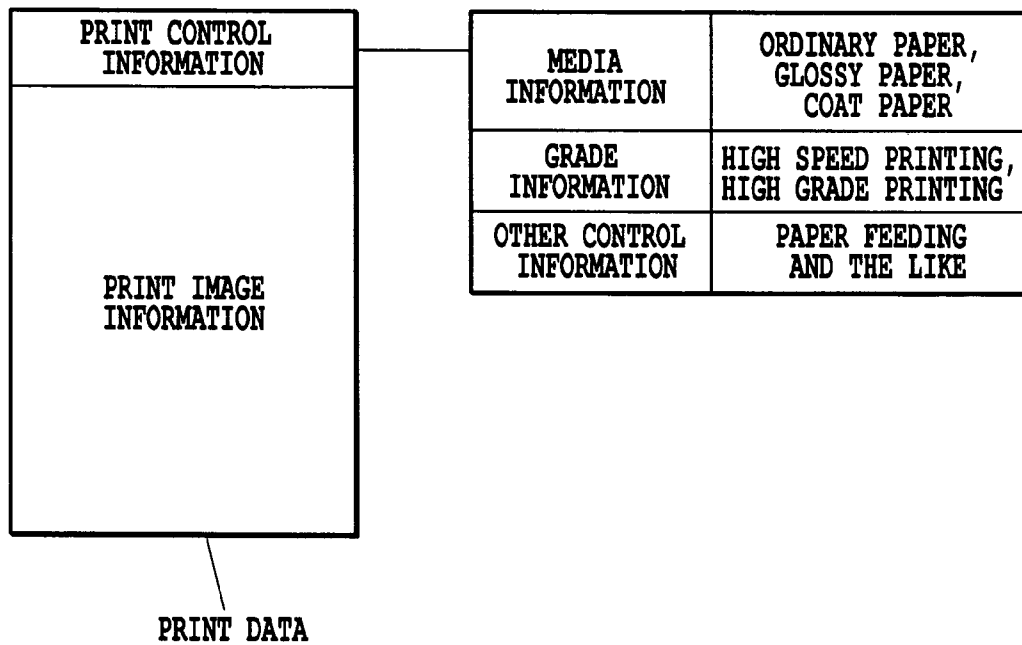 PRINT CONTROL
INFORMATION
PRINT IMAGE
INFORMATION
PRINT DATA
MEDIA
INFORMATION
ORDINARY PAPER,
GLOSSY PAPER,
COAT PAPER
GRADE
INFORMATION
HIGH SPEED PRINTING,
HIGH GRADE PRINTING
OTHER CONTROL
INFORMATION
PAPER FEEDING
AND THE LIKE